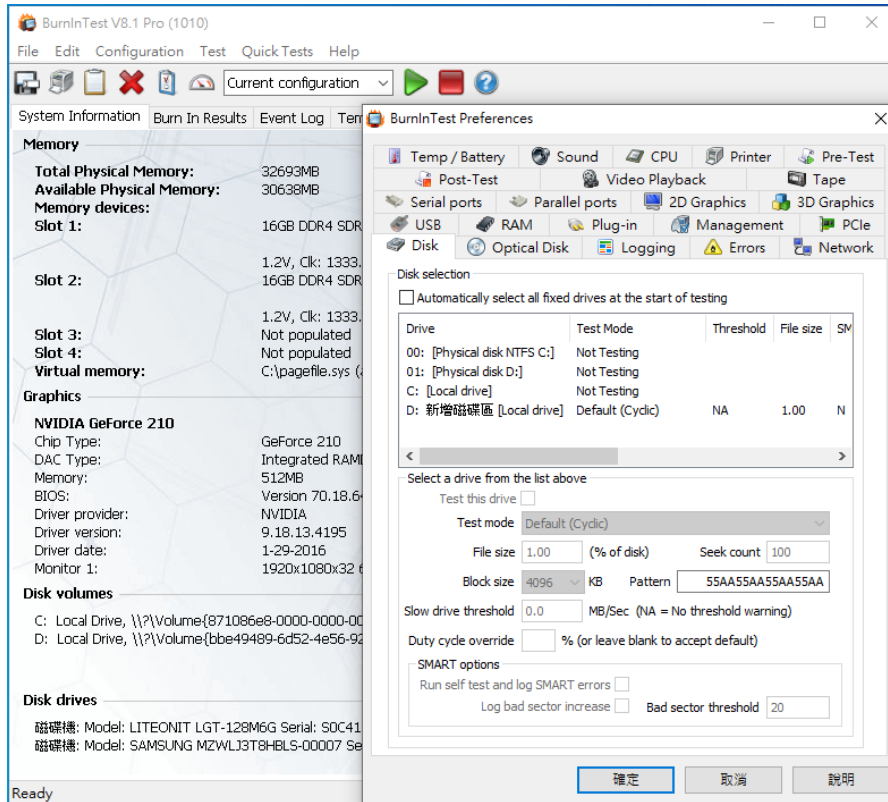 BurnInTest V8.1 Pro (1010)
File Edit Configuration Test Quick Tests Help
Current configuration
System Information Burn In Results Event Log
Memory
Total Physical Memory: 32693MB
Available Physical Memory: 30638MB
Memory devices:
Slot 1: 16GB DDR4 SDR
1.2V, Clk: 1333.
Slot 2: 16GB DDR4 SDR
1.2V, Clk: 1333.
Slot 3: Not populated
Slot 4: Not populated
Virtual memory: C:\pagefile.sys (
Graphics
NVIDIA GeForce 210
Chip Type: GeForce 210
DAC Type: Integrated RAM
Memory: 512MB
BIOS: Version 70.18.6
Driver provider: NVIDIA
Driver version: 9.18.13.4195
Driver date: 1-29-2016
Monitor 1: 1920x1080x32
Disk volumes
C: Local Drive, \\?\Volume{871086e8-0000-0000-00
D: Local Drive, \\?\Volume{bbe49489-6d52-4e56-92
Disk drives
磁碟機: Model: LITEONIT LGT-128M6G Serial: S0C41
磁碟機: Model: SAMSUNG MZWLJ3T8HBLS-00007 Se
Ready
BurnInTest Preferences
Temp / Battery Sound CPU Printer Pre-Test
Post-Test Video Playback Tape
Serial ports Parallel ports 2D Graphics 3D Graphics
USB RAM Plug-in Management PCIe
Disk Optical Disk Logging Errors Network
Disk selection
Automatically select all fixed drives at the start of testing
Drive Test Mode Threshold File size SM
00: [Physical disk NTFS C:] Not Testing
01: [Physical disk D:] Not Testing
C: [Local drive] Not Testing
D: 新增磁碟區 [Local drive] Default (Cyclic) NA 1.00 N
Select a drive from the list above
Test this drive
Test mode Default (Cyclic)
File size 1.00 (% of disk) Seek count 100
Block size 4096 KB Pattern 55AA55AA55AA55AA
Slow drive threshold 0.0 MB/Sec (NA = No threshold warning)
Duty cycle override % (or leave blank to accept default)
SMART options
Run self test and log SMART errors
Log bad sector increase Bad sector threshold 20
確定 取消 說明